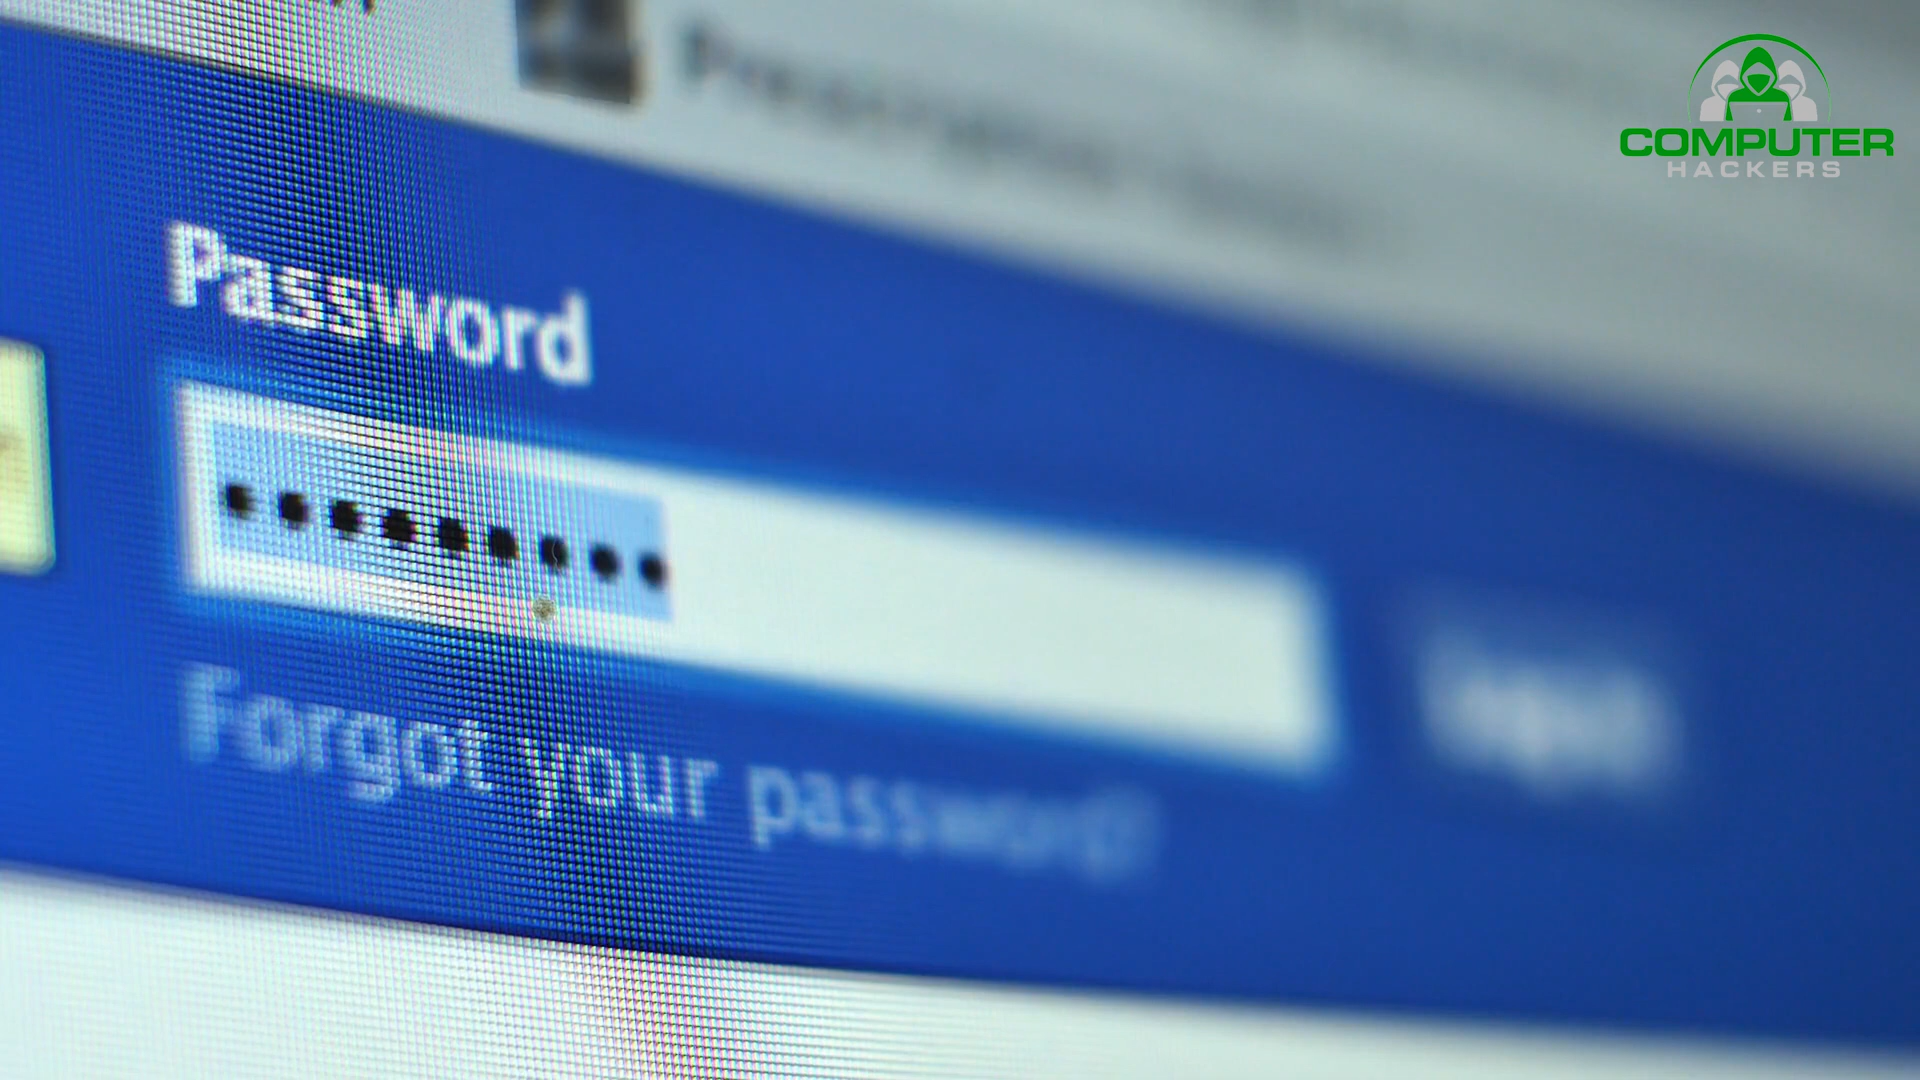 COMPUTER
HACKERS
Password
•••••••••
Forgot your password?